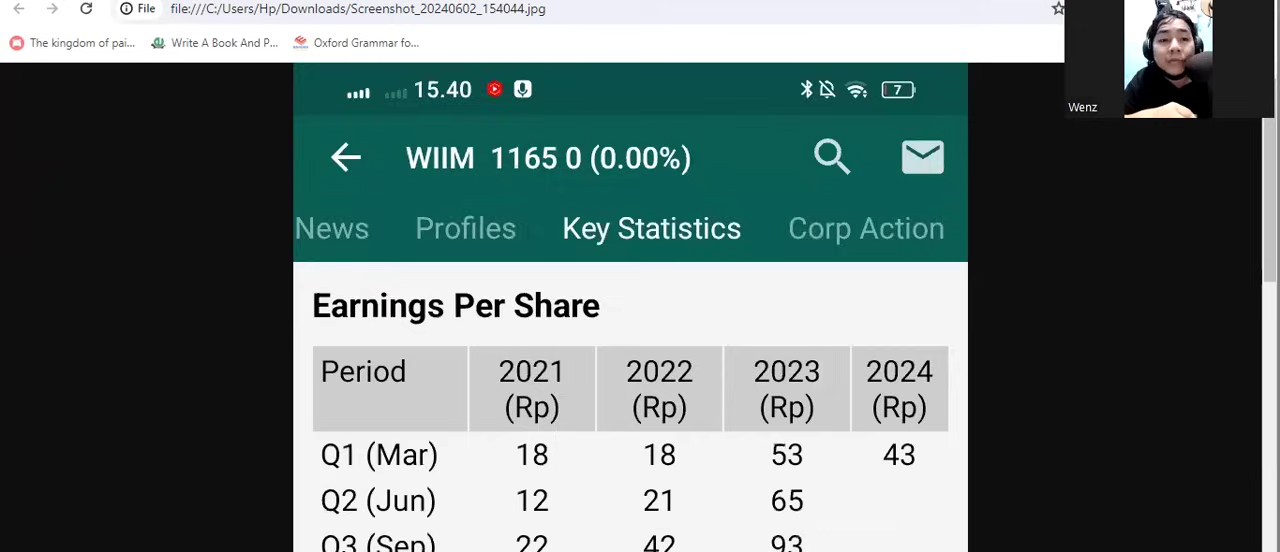 File file:///C:/Users/Hp/Downloads/Screenshot_20240602_154044.jpg
The kingdom of pai... Write A Book And P... Oxford Grammar fo...
Wenz
15.40 7
WIIM 1165 0 (0.00%)
News Profiles Key Statistics Corp Action
Earnings Per Share
Period 2021 (Rp) 2022 (Rp) 2023 (Rp) 2024 (Rp)
Q1 (Mar) 18 18 53 43
Q2 (Jun) 12 21 65
Q3 (Sep) 22 42 93